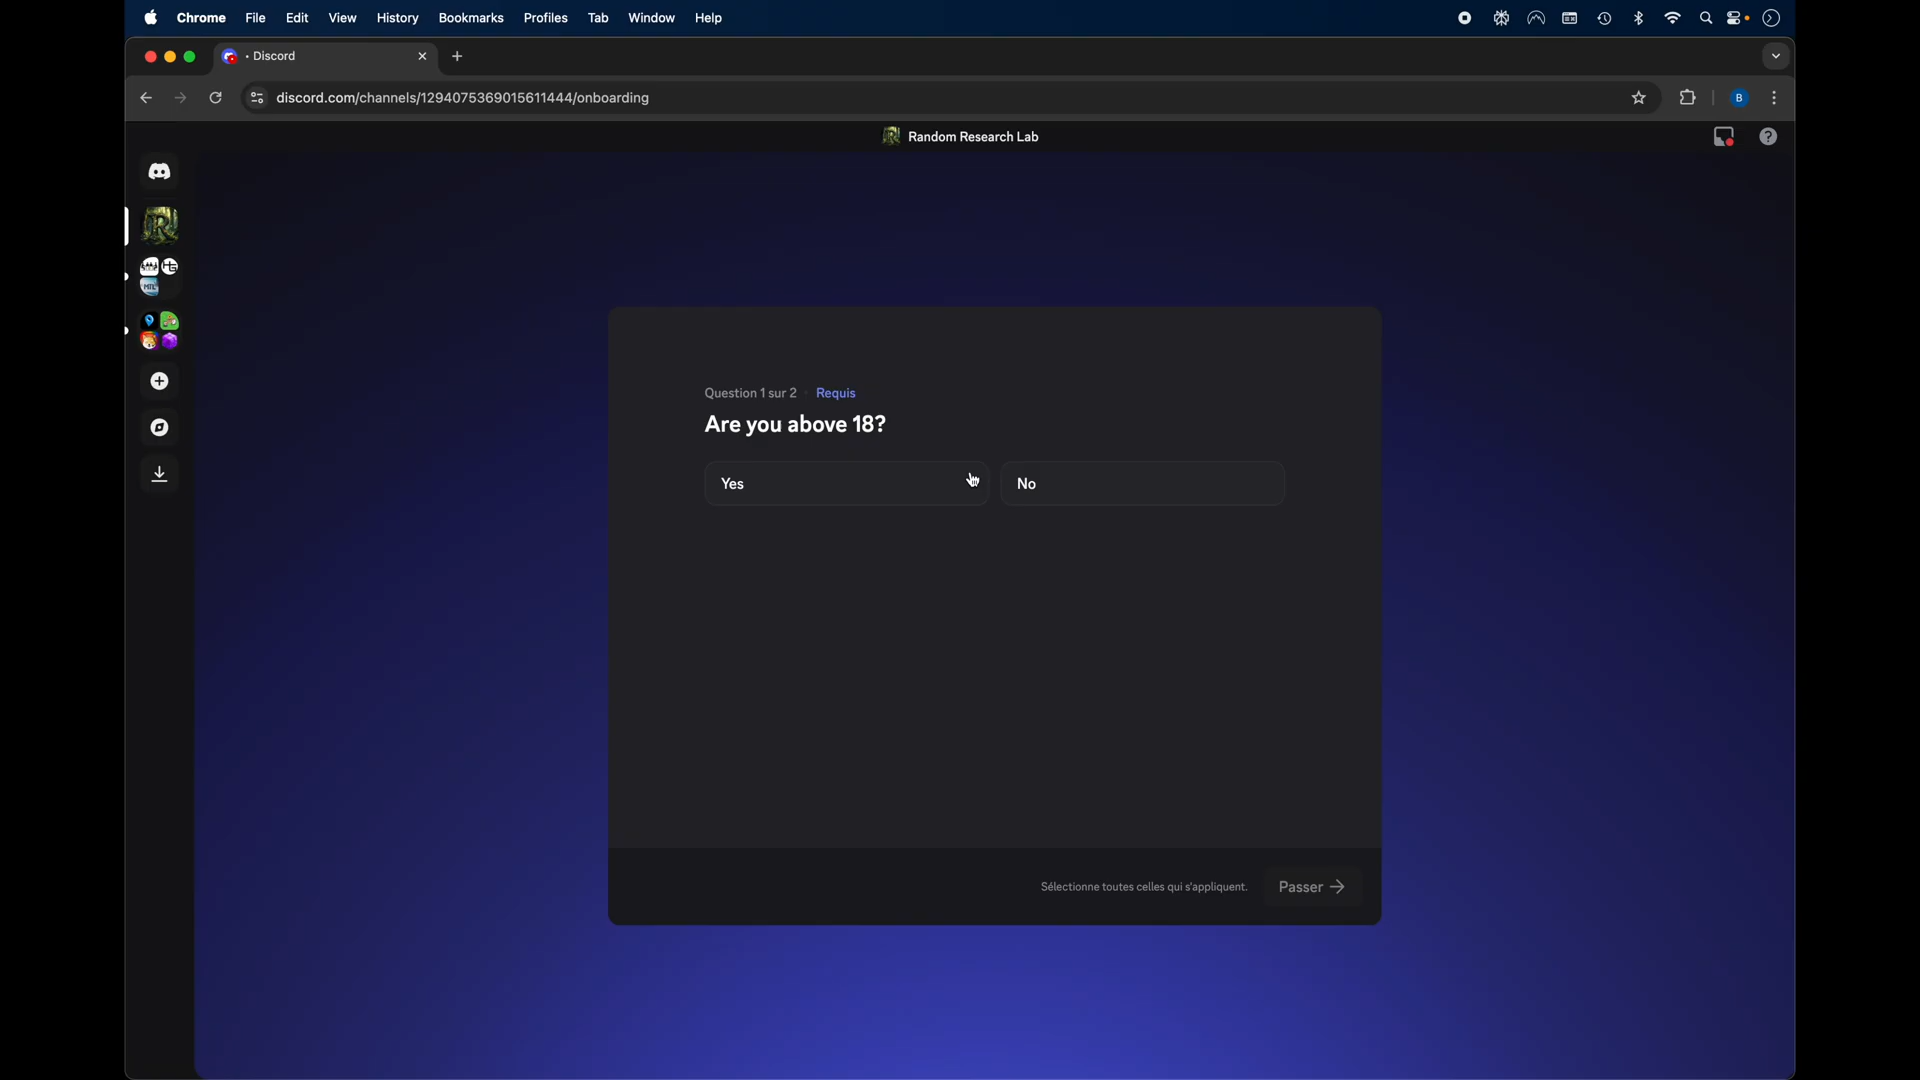 Chrome File Edit View History Bookmarks Profiles Tab Window Help
• Discord
discord.com/channels/1294075369015611444/onboarding
B
Random Research Lab
R
MTL
Question 1 sur 2 Requis
Are you above 18?
Yes No
Sélectionne toutes celles qui s'appliquent. Passer →